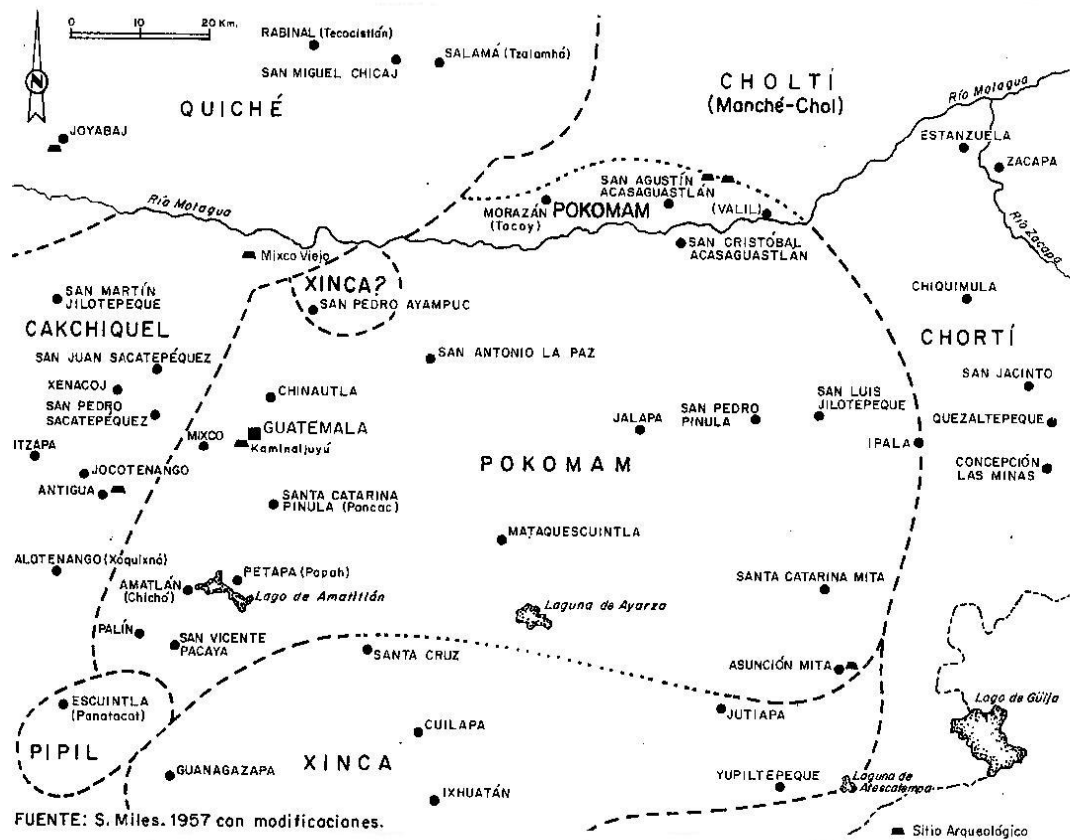 0 10 20 Km.
N
RABINAL (Tecocistlán)
SAN MIGUEL CHICAJ
SALAMÁ (Tzalamhá)
CHOLTÍ
(Manché-Chol)
Río Motagua
QUICHÉ
JOYABAJ
ESTANZUELA
ZACAPA
SAN AGUSTÍN
ACASAGUASTLÁN
MORAZÁN
(Tocoy)
POKOMAM
(VALIL)
Río Motagua
Río Zacapa
SAN CRISTÓBAL
ACASAGUASTLÁN
Mixco Viejo
XINCA?
SAN PEDRO AYAMPUC
SAN MARTÍN
JILOTEPEQUE
CHIQUIMULA
CAKCHIQUEL
CHORTÍ
SAN JUAN SACATEPÉQUEZ
SAN ANTONIO LA PAZ
XENACOJ
CHINAUTLA
SAN JACINTO
SAN PEDRO
SACATEPÉQUEZ
SAN LUIS
JILOTEPEQUE
JALAPA
SAN PEDRO
PINULA
QUEZALTEPEQUE
GUATEMALA
MIXCO
Kaminaljuyú
IPALA
ITZAPA
POKOMAM
CONCEPCIÓN
LAS MINAS
JOCOTENANGO
ANTIGUA
SANTA CATARINA
PINULA (Pancac)
MATAQUESCUINTLA
ALOTENANGO (Xoquixnó)
PETAPA (Popah)
AMATLÁN
(Chichó)
Lago de Amatitlán
SANTA CATARINA MITA
Laguna de Ayarza
PALÍN
SAN VICENTE
PACAYA
SANTA CRUZ
ASUNCIÓN MITA
ESCUINTLA
(Panatacat)
JUTIAPA
Lago de Güija
CUILAPA
PIPIL
XINCA
GUANAGAZAPA
YUPILTEPEQUE
Laguna de
Atescatempa
IXHUATÁN
FUENTE: S. Miles. 1957 con modificaciones.
Sitio Arqueológico